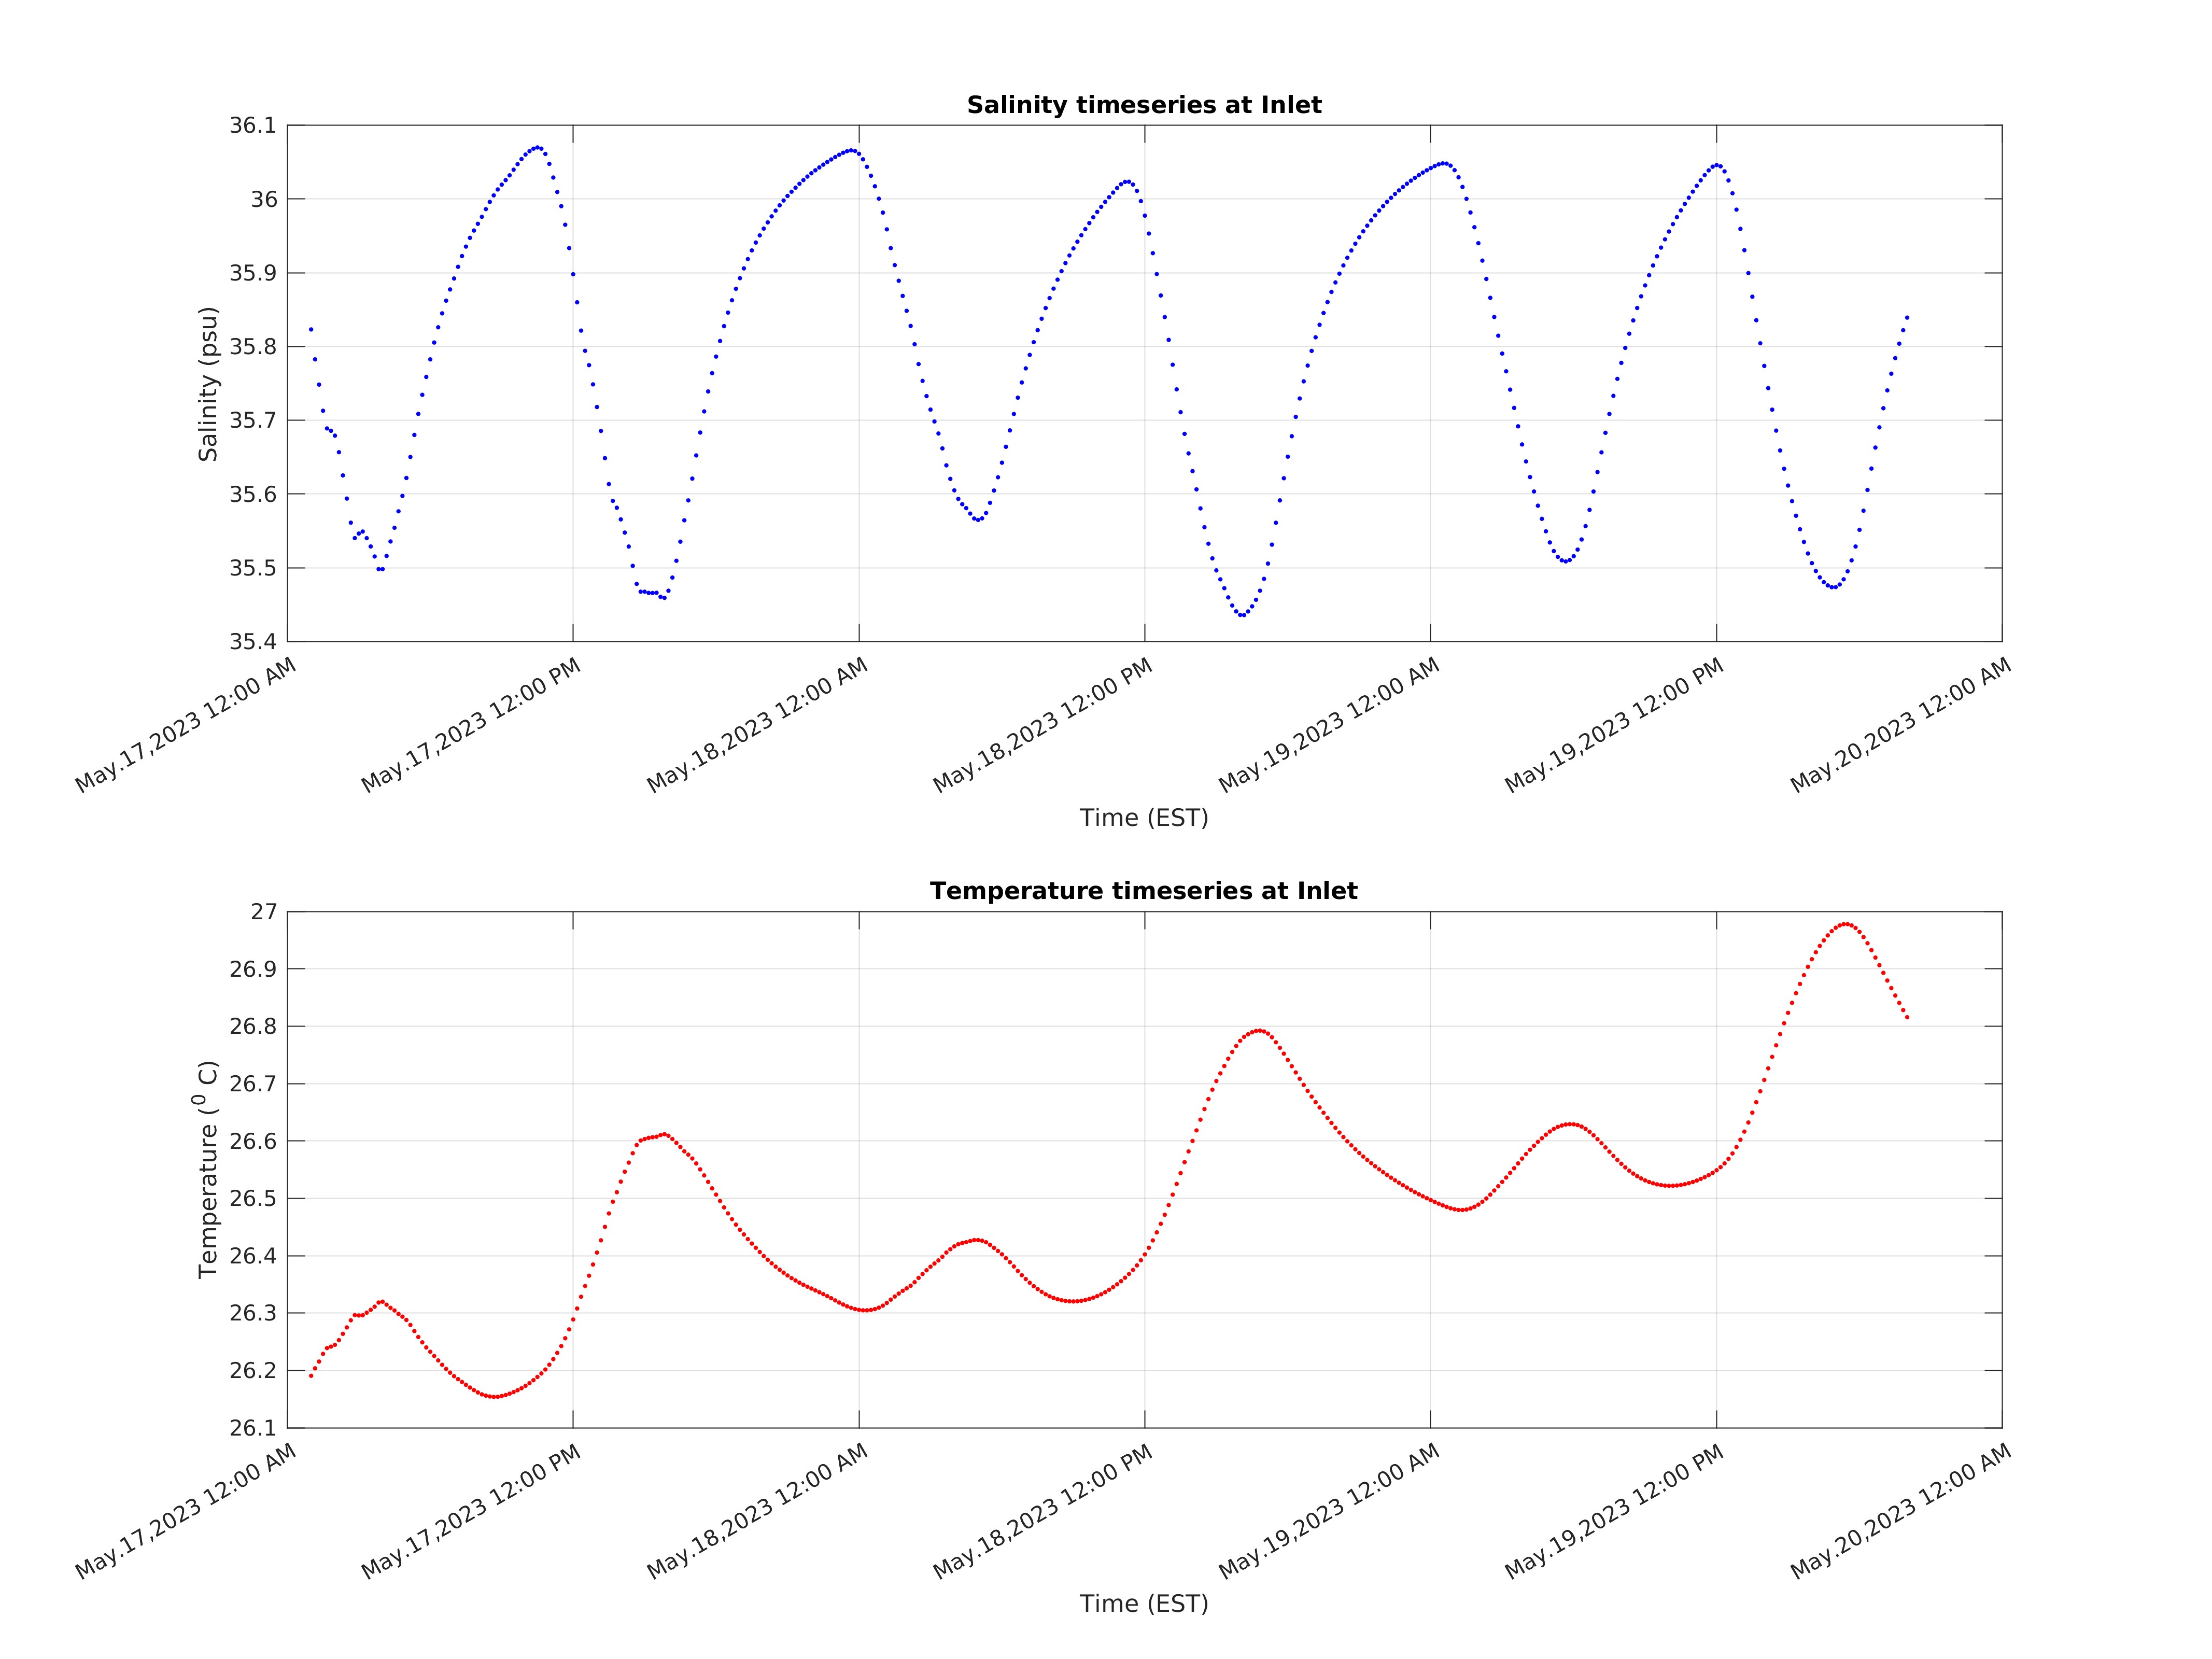 Salinity timeseries at Inlet
36.1
36
35.9
35.8
35.7
35.6
35.5
35.4
Salinity (psu)
May.17,2023 12:00 AM
May.17,2023 12:00 PM
May.18,2023 12:00 AM
May.18,2023 12:00 PM
May.19,2023 12:00 AM
May.19,2023 12:00 PM
May.20,2023 12:00 AM
Time (EST)
Temperature timeseries at Inlet
27
26.9
26.8
26.7
26.6
26.5
26.4
26.3
26.2
26.1
Temperature (⁰ C)
May.17,2023 12:00 AM
May.17,2023 12:00 PM
May.18,2023 12:00 AM
May.18,2023 12:00 PM
May.19,2023 12:00 AM
May.19,2023 12:00 PM
May.20,2023 12:00 AM
Time (EST)